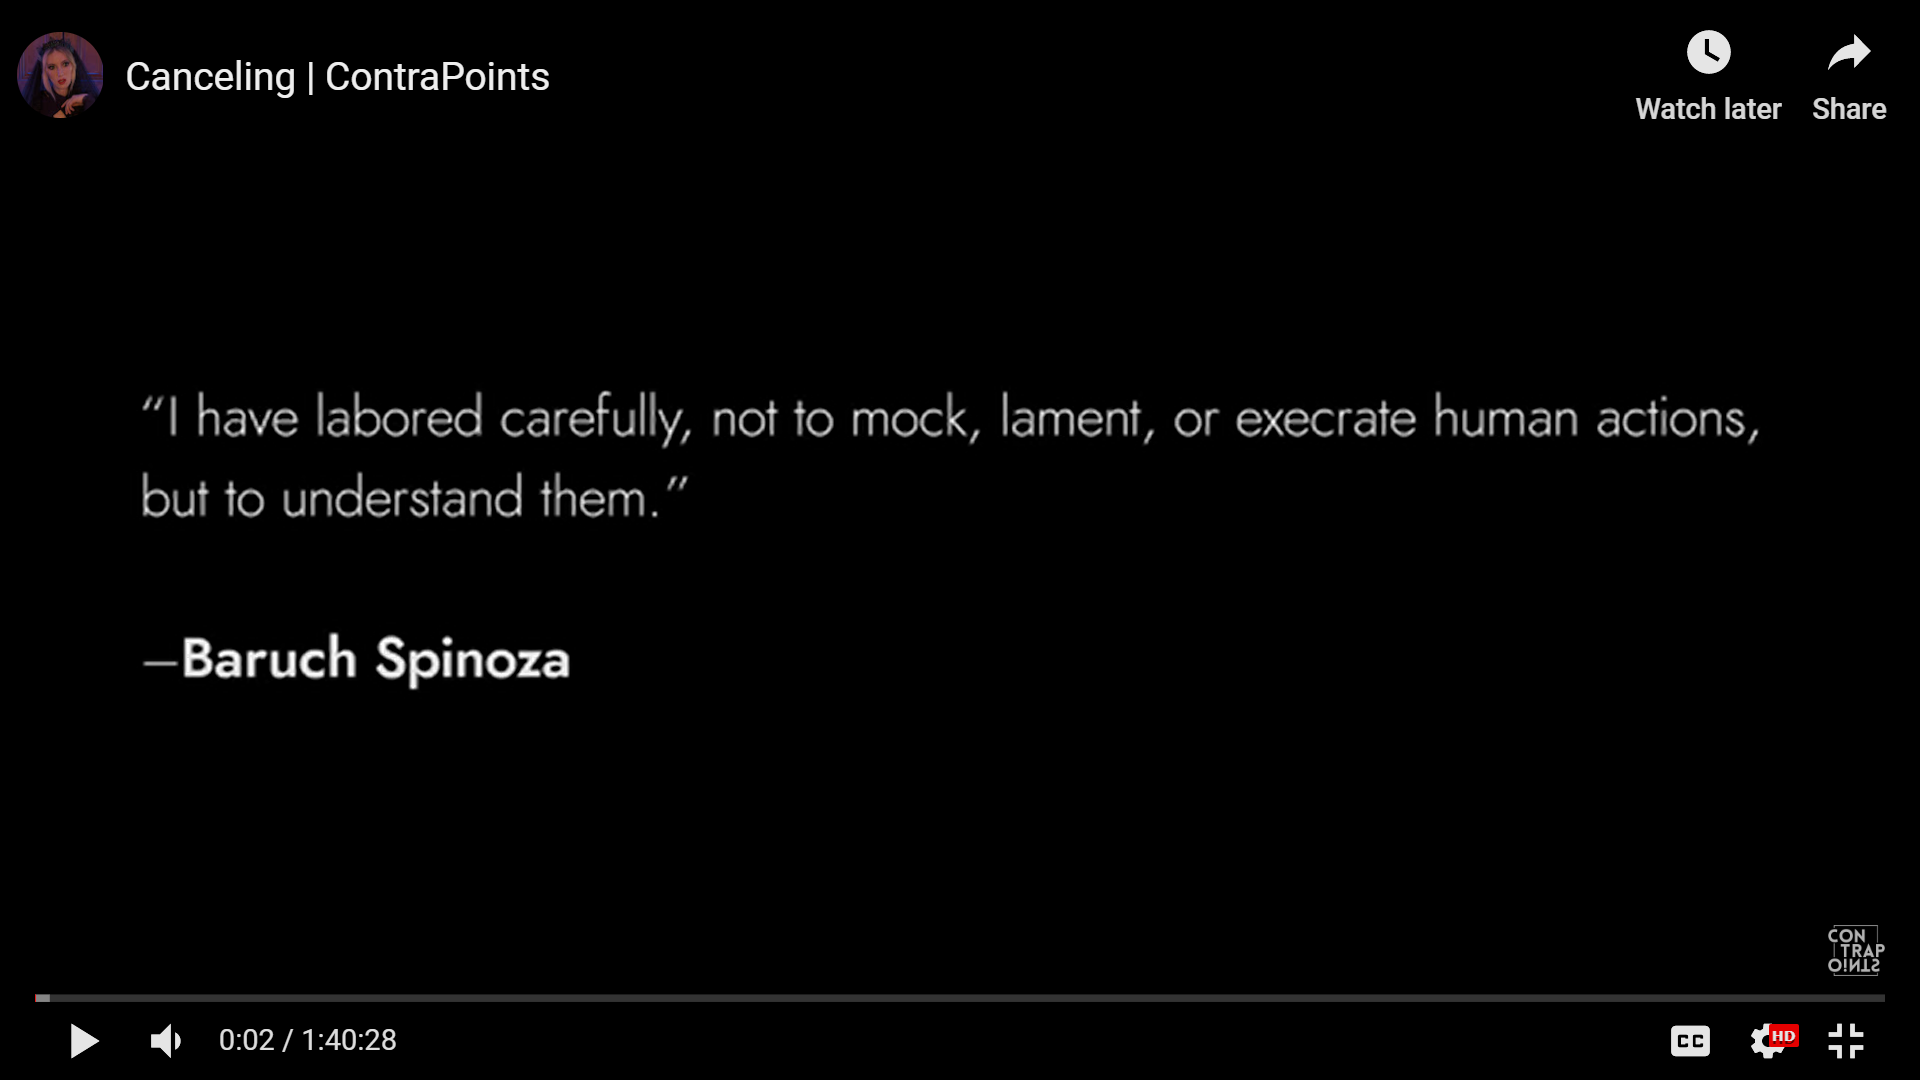 Canceling | ContraPoints
Watch later
Share
“I have labored carefully, not to mock, lament, or execrate human actions,
but to understand them.”
—Baruch Spinoza
CON
TRAP
OINTS
0:02 / 1:40:28
CC
HD